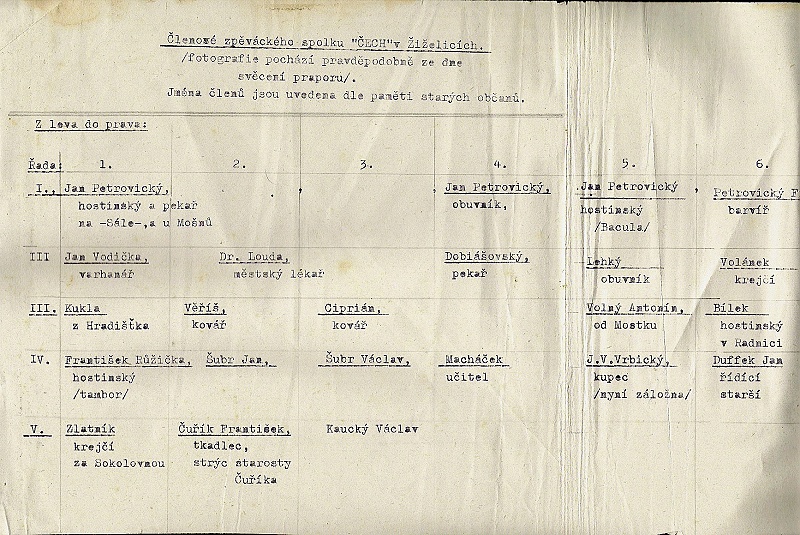 Členové zpěváckého spolku "ČECH" v Žiželicích.
/fotografie pochází pravděpodobně ze dne
svěcení praporu/.
Jména členů jsou uvedena dle paměti starých občanů.
Z leva do prava:
Řada: 1. 2. 3. 4. 5. 6.
I., Jan Petrovický, , Jan Petrovický, Jan Petrovický , Petrovický F
hostinský a pekař obuvník, hostinský barvíř
na -Sále-,a u Mošnů /Bacula/
III Jan Vodička, Dr. Louda, Dobiášovský, Lehký Volánek
varhanář městský lékař pekař obuvník krejčí
III. Kukla Věříš, Ciprián, Volný Antonín, Bílek
z Hradišťka kovář kovář od Mostku hostinský
v Radnici
IV. František Růžička, Šubr Jan, Šubr Václav, Macháček J.V.Vrbický, Duffek Jan
hostinský učitel kupec řídící
/tambor/ /nyní záložna/ starší
V. Zlatník Čuřík František, Kaucký Václav
krejčí tkadlec,
za Sokolovnou strýc starosty
Čuříka